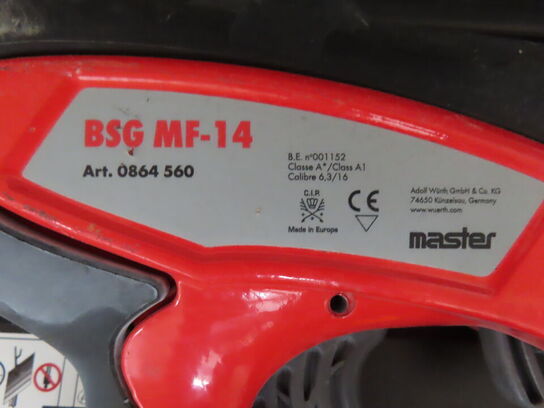 BSG MF-14
Art. 0864 560
B.E. n°001152
Classe A*/Class A1
Calibre 6,3/16
C.I.P.
CE
Made in Europe
Adolf Würth GmbH & Co. KG
74650 Künzelsau, Germany
www.wuerth.com
master